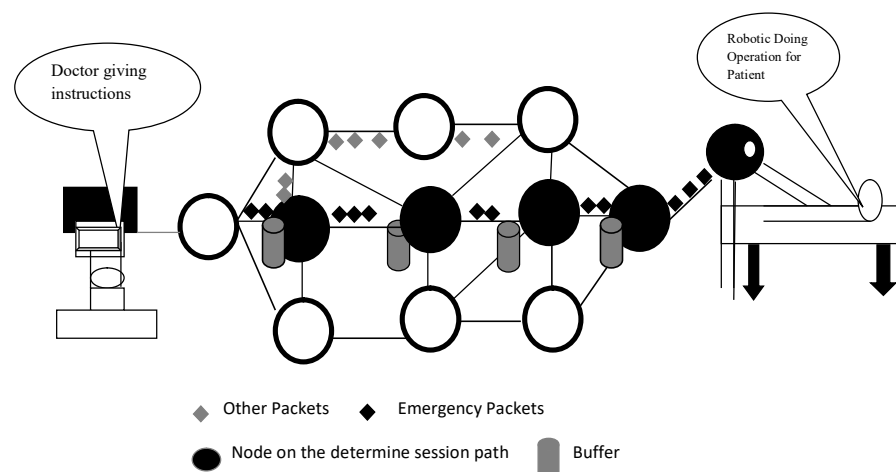 Doctor giving
instructions
Robotic Doing
Operation for
Patient
Other Packets
Emergency Packets
Node on the determine session path
Buffer